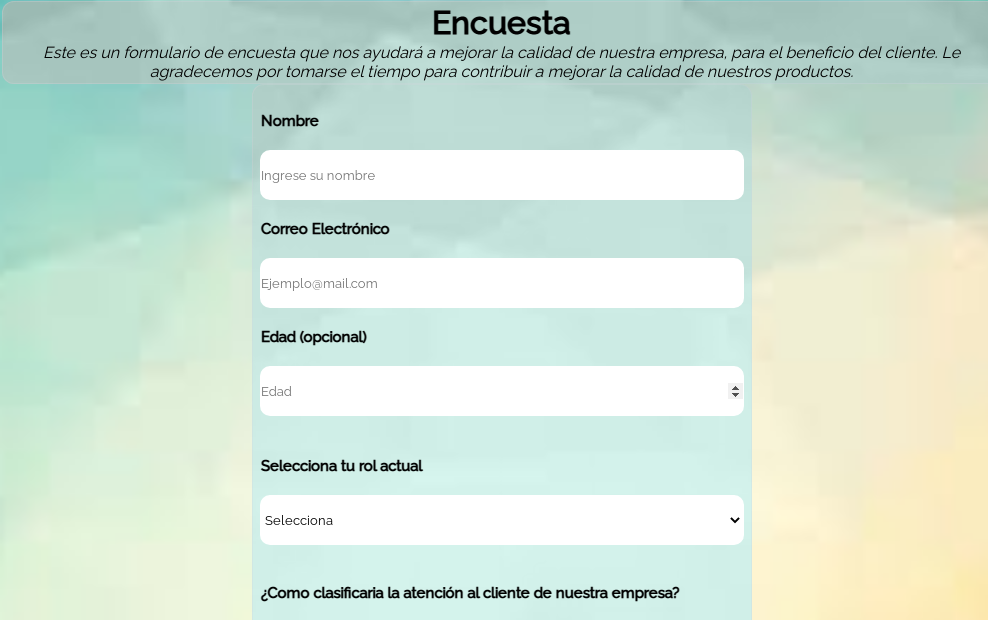 Encuesta
Este es un formulario de encuesta que nos ayudará a mejorar la calidad de nuestra empresa, para el beneficio del cliente. Le
agradecemos por tomarse el tiempo para contribuir a mejorar la calidad de nuestros productos.
Nombre
Ingrese su nombre
Correo Electrónico
Ejemplo@mail.com
Edad (opcional)
Edad
Selecciona tu rol actual
Selecciona
¿Como clasificaria la atención al cliente de nuestra empresa?